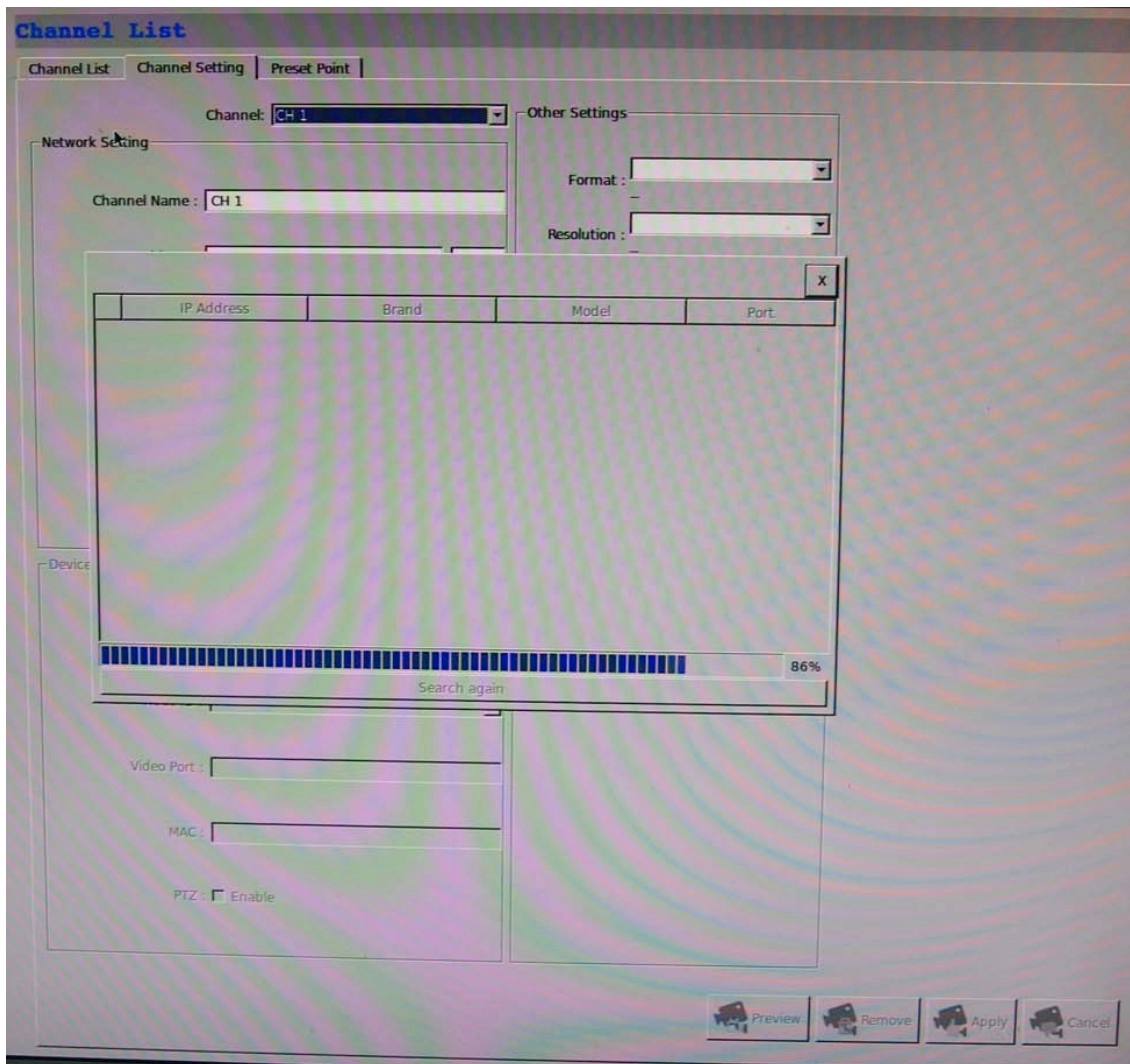 Channel List
Channel List Channel Setting Preset Point
Channel: CH 1
Other Settings
Network Setting
Format :
Channel Name : CH 1
Resolution :
X
IP Address Brand Model Port
Device
86%
Search again
Video Port :
MAC :
PTZ : Enable
Preview Remove Apply Cancel